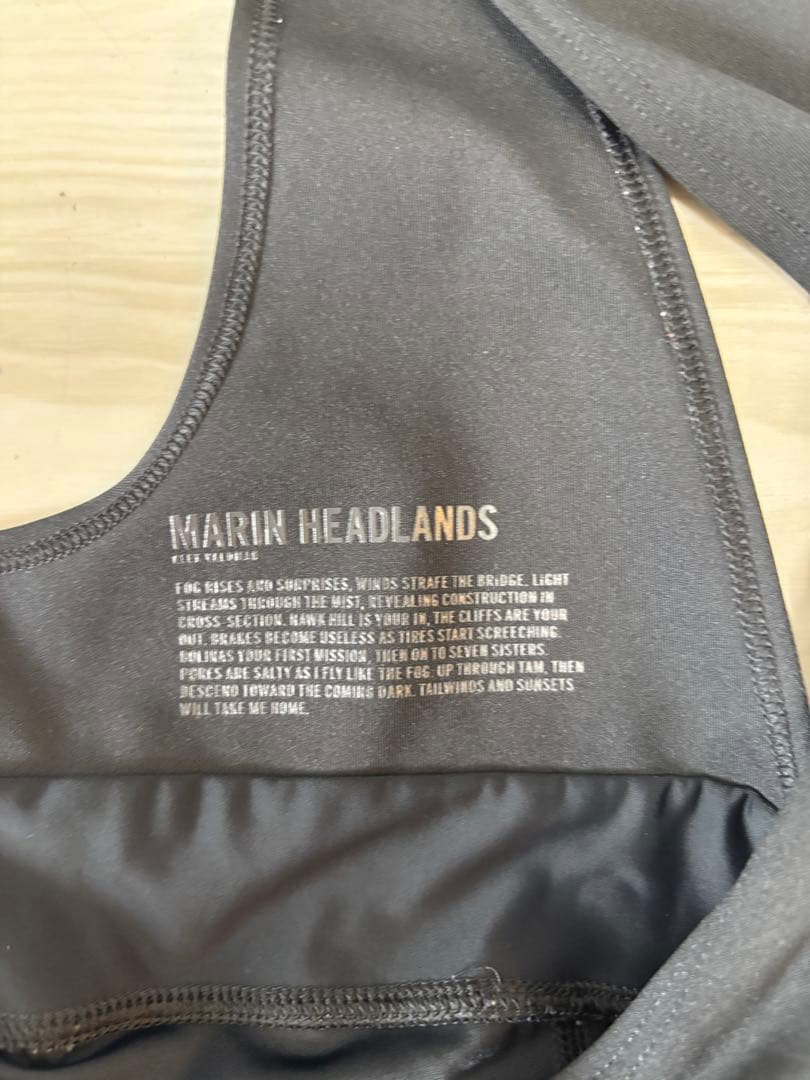 MARIN HEADLANDS
FOG RISES AND SURPRISES, WINDS STRAFE THE BRIDGE. LIGHT
STREAMS THROUGH THE MIST, REVEALING CONSTRUCTION IN
CROSS-SECTION. HAWK HILL IS YOUR IN, THE CLIFFS ARE YOUR
OUT. BRAKES BECOME USELESS AS TIRES START SCREECHING.
BOLINAS YOUR FIRST MISSION, THEN ON TO SEVEN SISTERS.
PORES ARE SALTY AS I FLY LIKE THE FOG. UP THROUGH TAM, THEN
DESCEND TOWARD THE COMING DARK. TAILWINDS AND SUNSETS
WILL TAKE ME HOME.